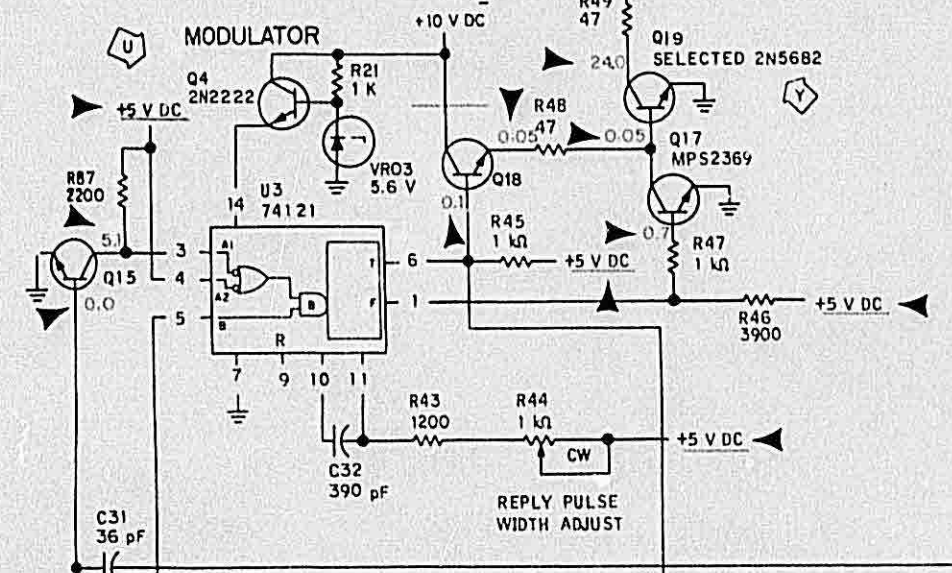 R49
47
+10 V DC
U
MODULATOR
Q19
SELECTED 2N5682
24.0
Y
R21
1 K
Q4
2N2222
+5 V DC
R48
47
0.05
0.05
Q17
MPS2369
VR03
5.6 V
Q18
R87
2200
U3
74121
14
0.1
R45
1 kΩ
0.7
R47
1 kΩ
5.1
3
A1
Q15
4
A2
T
6
+5 V DC
0.0
5
B
B
F
1
+5 V DC
R46
3900
R
7
9
10
11
R43
1200
R44
1 kΩ
+5 V DC
CW
C32
390 pF
REPLY PULSE
WIDTH ADJUST
C31
36 pF